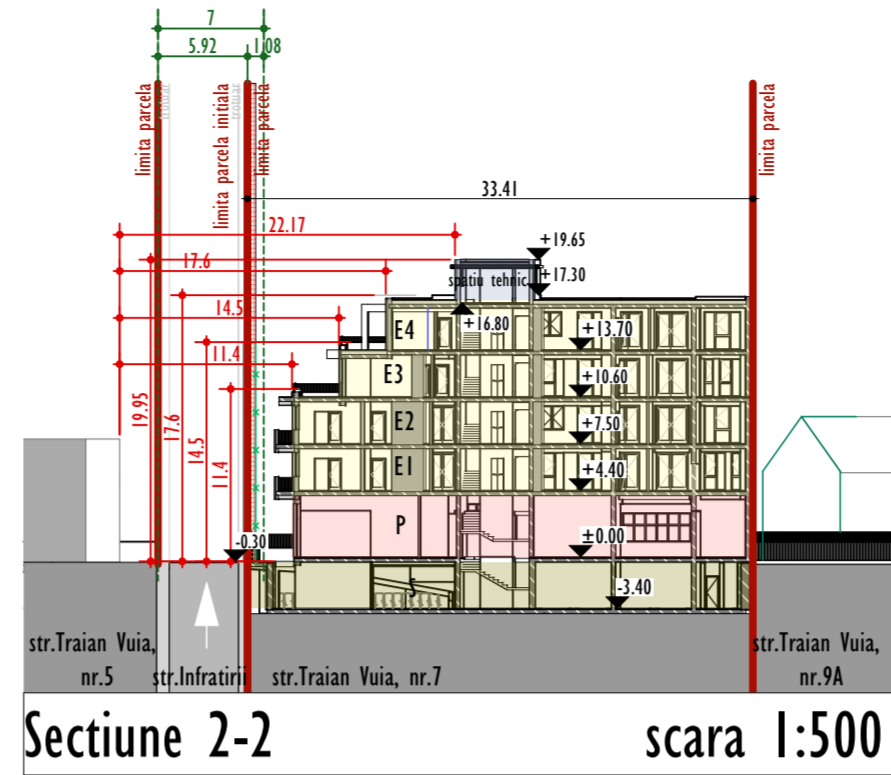 7
5.92 1.08
limita parcela
trotuar
limita parcela initiala
trotuar
limita parcela
limita parcela
33.41
22.17
17.6
14.5
11.4
19.95
17.6
14.5
11.4
+19.65
spatiu tehnic +17.30
+16.80
E4 +13.70
E3 +10.60
E2 +7.50
E1 +4.40
P ±0.00
-0.30
S -3.40
str.Traian Vuia,
nr.5
str.Infratirii
str.Traian Vuia, nr.7
str.Traian Vuia,
nr.9A
Sectiune 2-2 scara 1:500